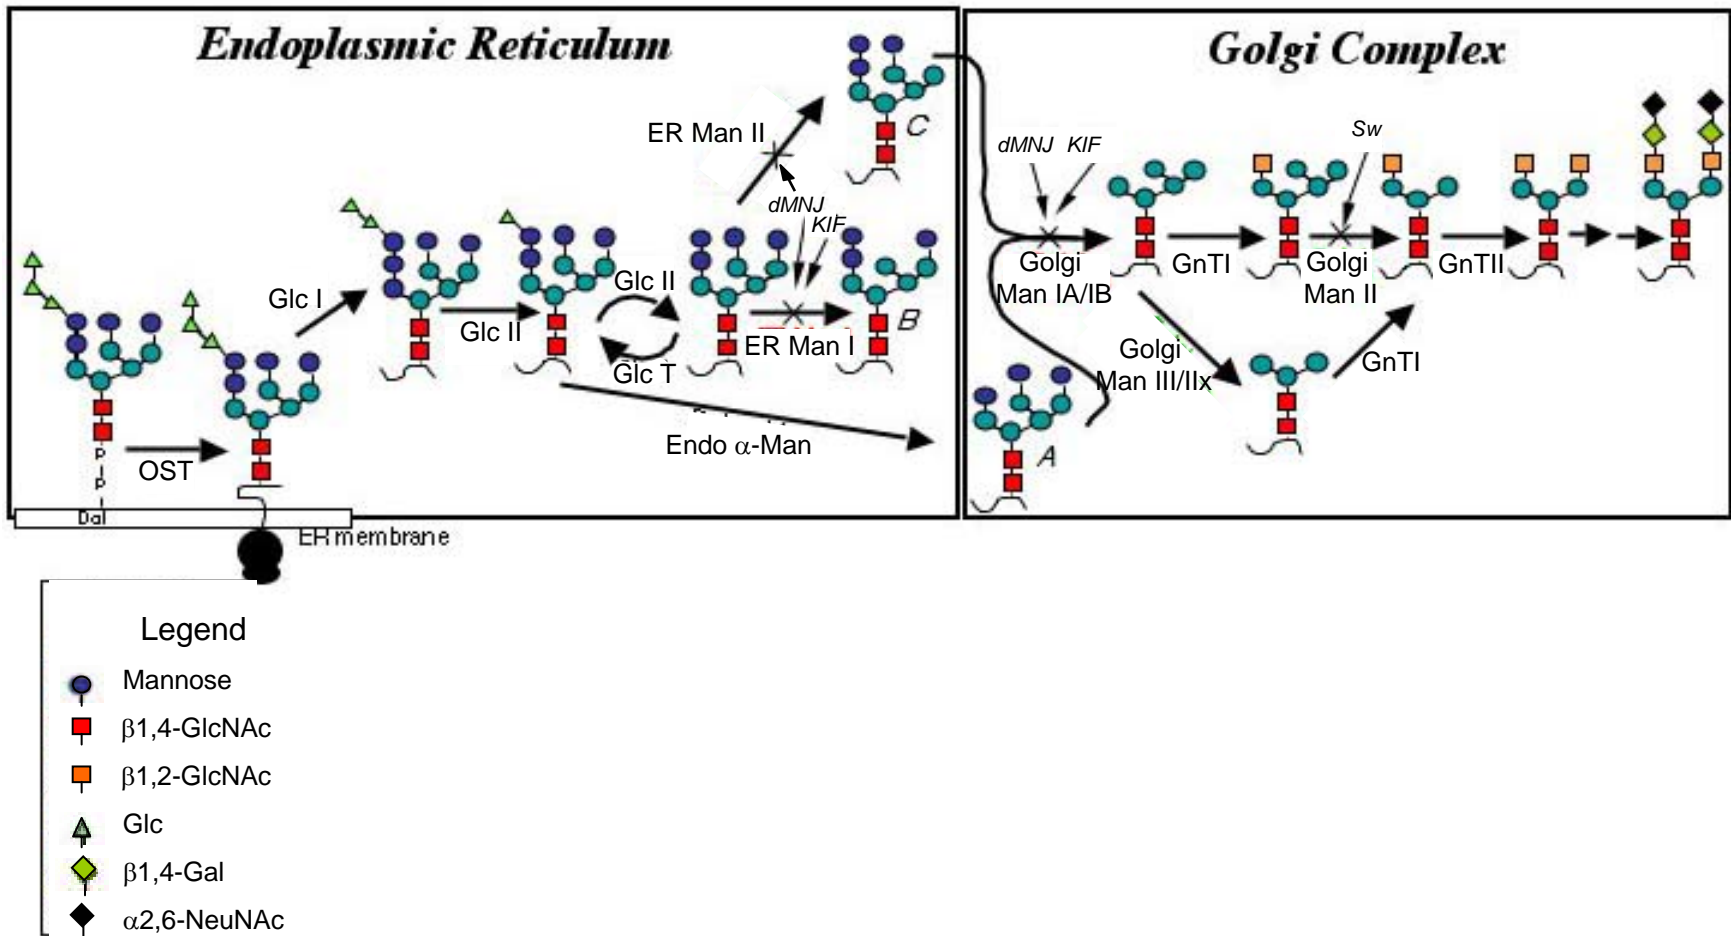 Endoplasmic Reticulum
Golgi Complex
ER Man II
C
dMNJ
KIF
dMNJ KIF
Sw
Glc I
Glc II
Glc II
Glc T
ER Man I
B
Golgi
Man IA/IB
GnTI
Golgi
Man II
GnTII
Golgi
Man III/IIx
GnTI
A
Endo α-Man
P
P
OST
Dol
ER membrane
Legend
Mannose
β1,4-GlcNAc
β1,2-GlcNAc
Glc
β1,4-Gal
α2,6-NeuNAc